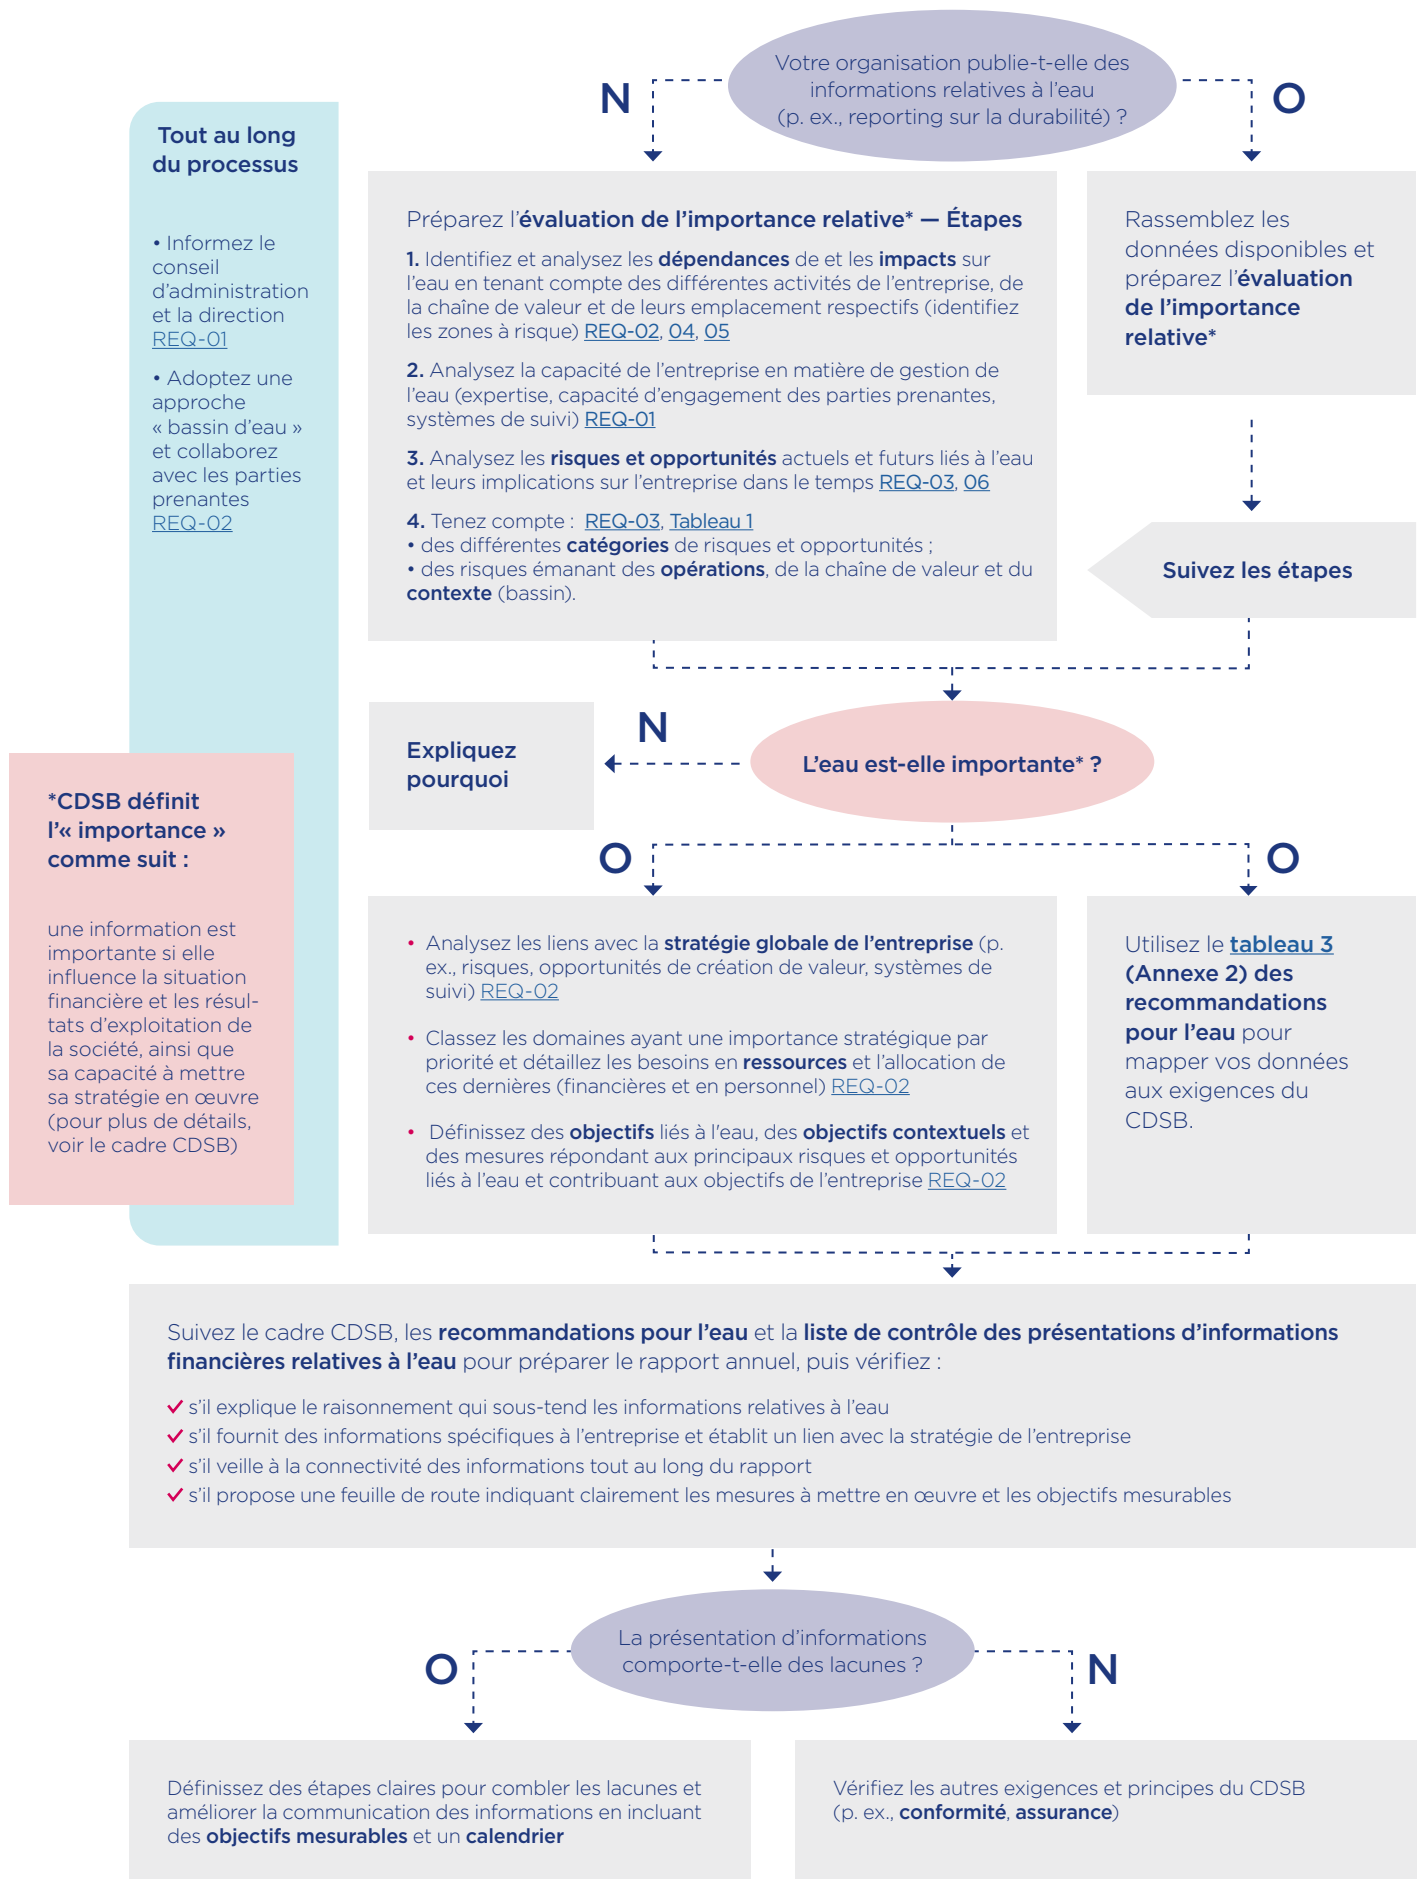 Votre organisation publie-t-elle des
informations relatives à l’eau
(p. ex., reporting sur la durabilité) ?
N
O
Tout au long
du processus
• Informez le
conseil
d’administration
et la direction
REQ-01
• Adoptez une
approche
« bassin d’eau »
et collaborez
avec les parties
prenantes
REQ-02
Préparez l’évaluation de l’importance relative* — Étapes
1. Identifiez et analysez les dépendances de et les impacts sur
l’eau en tenant compte des différentes activités de l’entreprise, de
la chaîne de valeur et de leurs emplacement respectifs (identifiez
les zones à risque) REQ-02, 04, 05
2. Analysez la capacité de l’entreprise en matière de gestion de
l’eau (expertise, capacité d’engagement des parties prenantes,
systèmes de suivi) REQ-01
3. Analysez les risques et opportunités actuels et futurs liés à l’eau
et leurs implications sur l’entreprise dans le temps REQ-03, 06
4. Tenez compte : REQ-03, Tableau 1
• des différentes catégories de risques et opportunités ;
• des risques émanant des opérations, de la chaîne de valeur et du
contexte (bassin).
Rassemblez les
données disponibles et
préparez l’évaluation
de l’importance
relative*
Suivez les étapes
L’eau est-elle importante* ?
N
Expliquez
pourquoi
*CDSB définit
l’« importance »
comme suit :
une information est
importante si elle
influence la situation
financière et les résul-
tats d’exploitation de
la société, ainsi que
sa capacité à mettre
sa stratégie en œuvre
(pour plus de détails,
voir le cadre CDSB)
O
O
• Analysez les liens avec la stratégie globale de l’entreprise (p.
ex., risques, opportunités de création de valeur, systèmes de
suivi) REQ-02
• Classez les domaines ayant une importance stratégique par
priorité et détaillez les besoins en ressources et l’allocation de
ces dernières (financières et en personnel) REQ-02
• Définissez des objectifs liés à l'eau, des objectifs contextuels et
des mesures répondant aux principaux risques et opportunités
liés à l’eau et contribuant aux objectifs de l’entreprise REQ-02
Utilisez le tableau 3
(Annexe 2) des
recommandations
pour l’eau pour
mapper vos données
aux exigences du
CDSB.
Suivez le cadre CDSB, les recommandations pour l’eau et la liste de contrôle des présentations d’informations
financières relatives à l’eau pour préparer le rapport annuel, puis vérifiez :
✓ s’il explique le raisonnement qui sous-tend les informations relatives à l’eau
✓ s’il fournit des informations spécifiques à l’entreprise et établit un lien avec la stratégie de l’entreprise
✓ s’il veille à la connectivité des informations tout au long du rapport
✓ s’il propose une feuille de route indiquant clairement les mesures à mettre en œuvre et les objectifs mesurables
La présentation d’informations
comporte-t-elle des lacunes ?
O
N
Définissez des étapes claires pour combler les lacunes et
améliorer la communication des informations en incluant
des objectifs mesurables et un calendrier
Vérifiez les autres exigences et principes du CDSB
(p. ex., conformité, assurance)